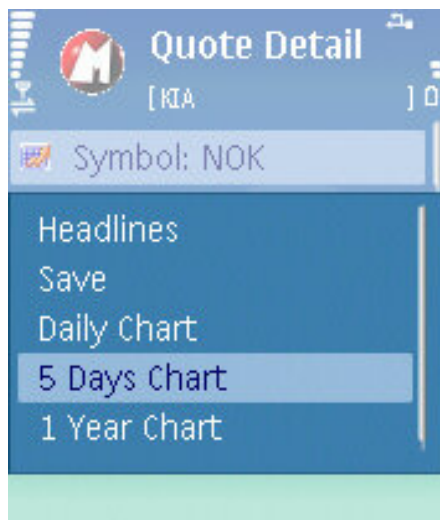 Quote Detail
[KIA ]
Symbol: NOK
Headlines
Save
Daily Chart
5 Days Chart
1 Year Chart